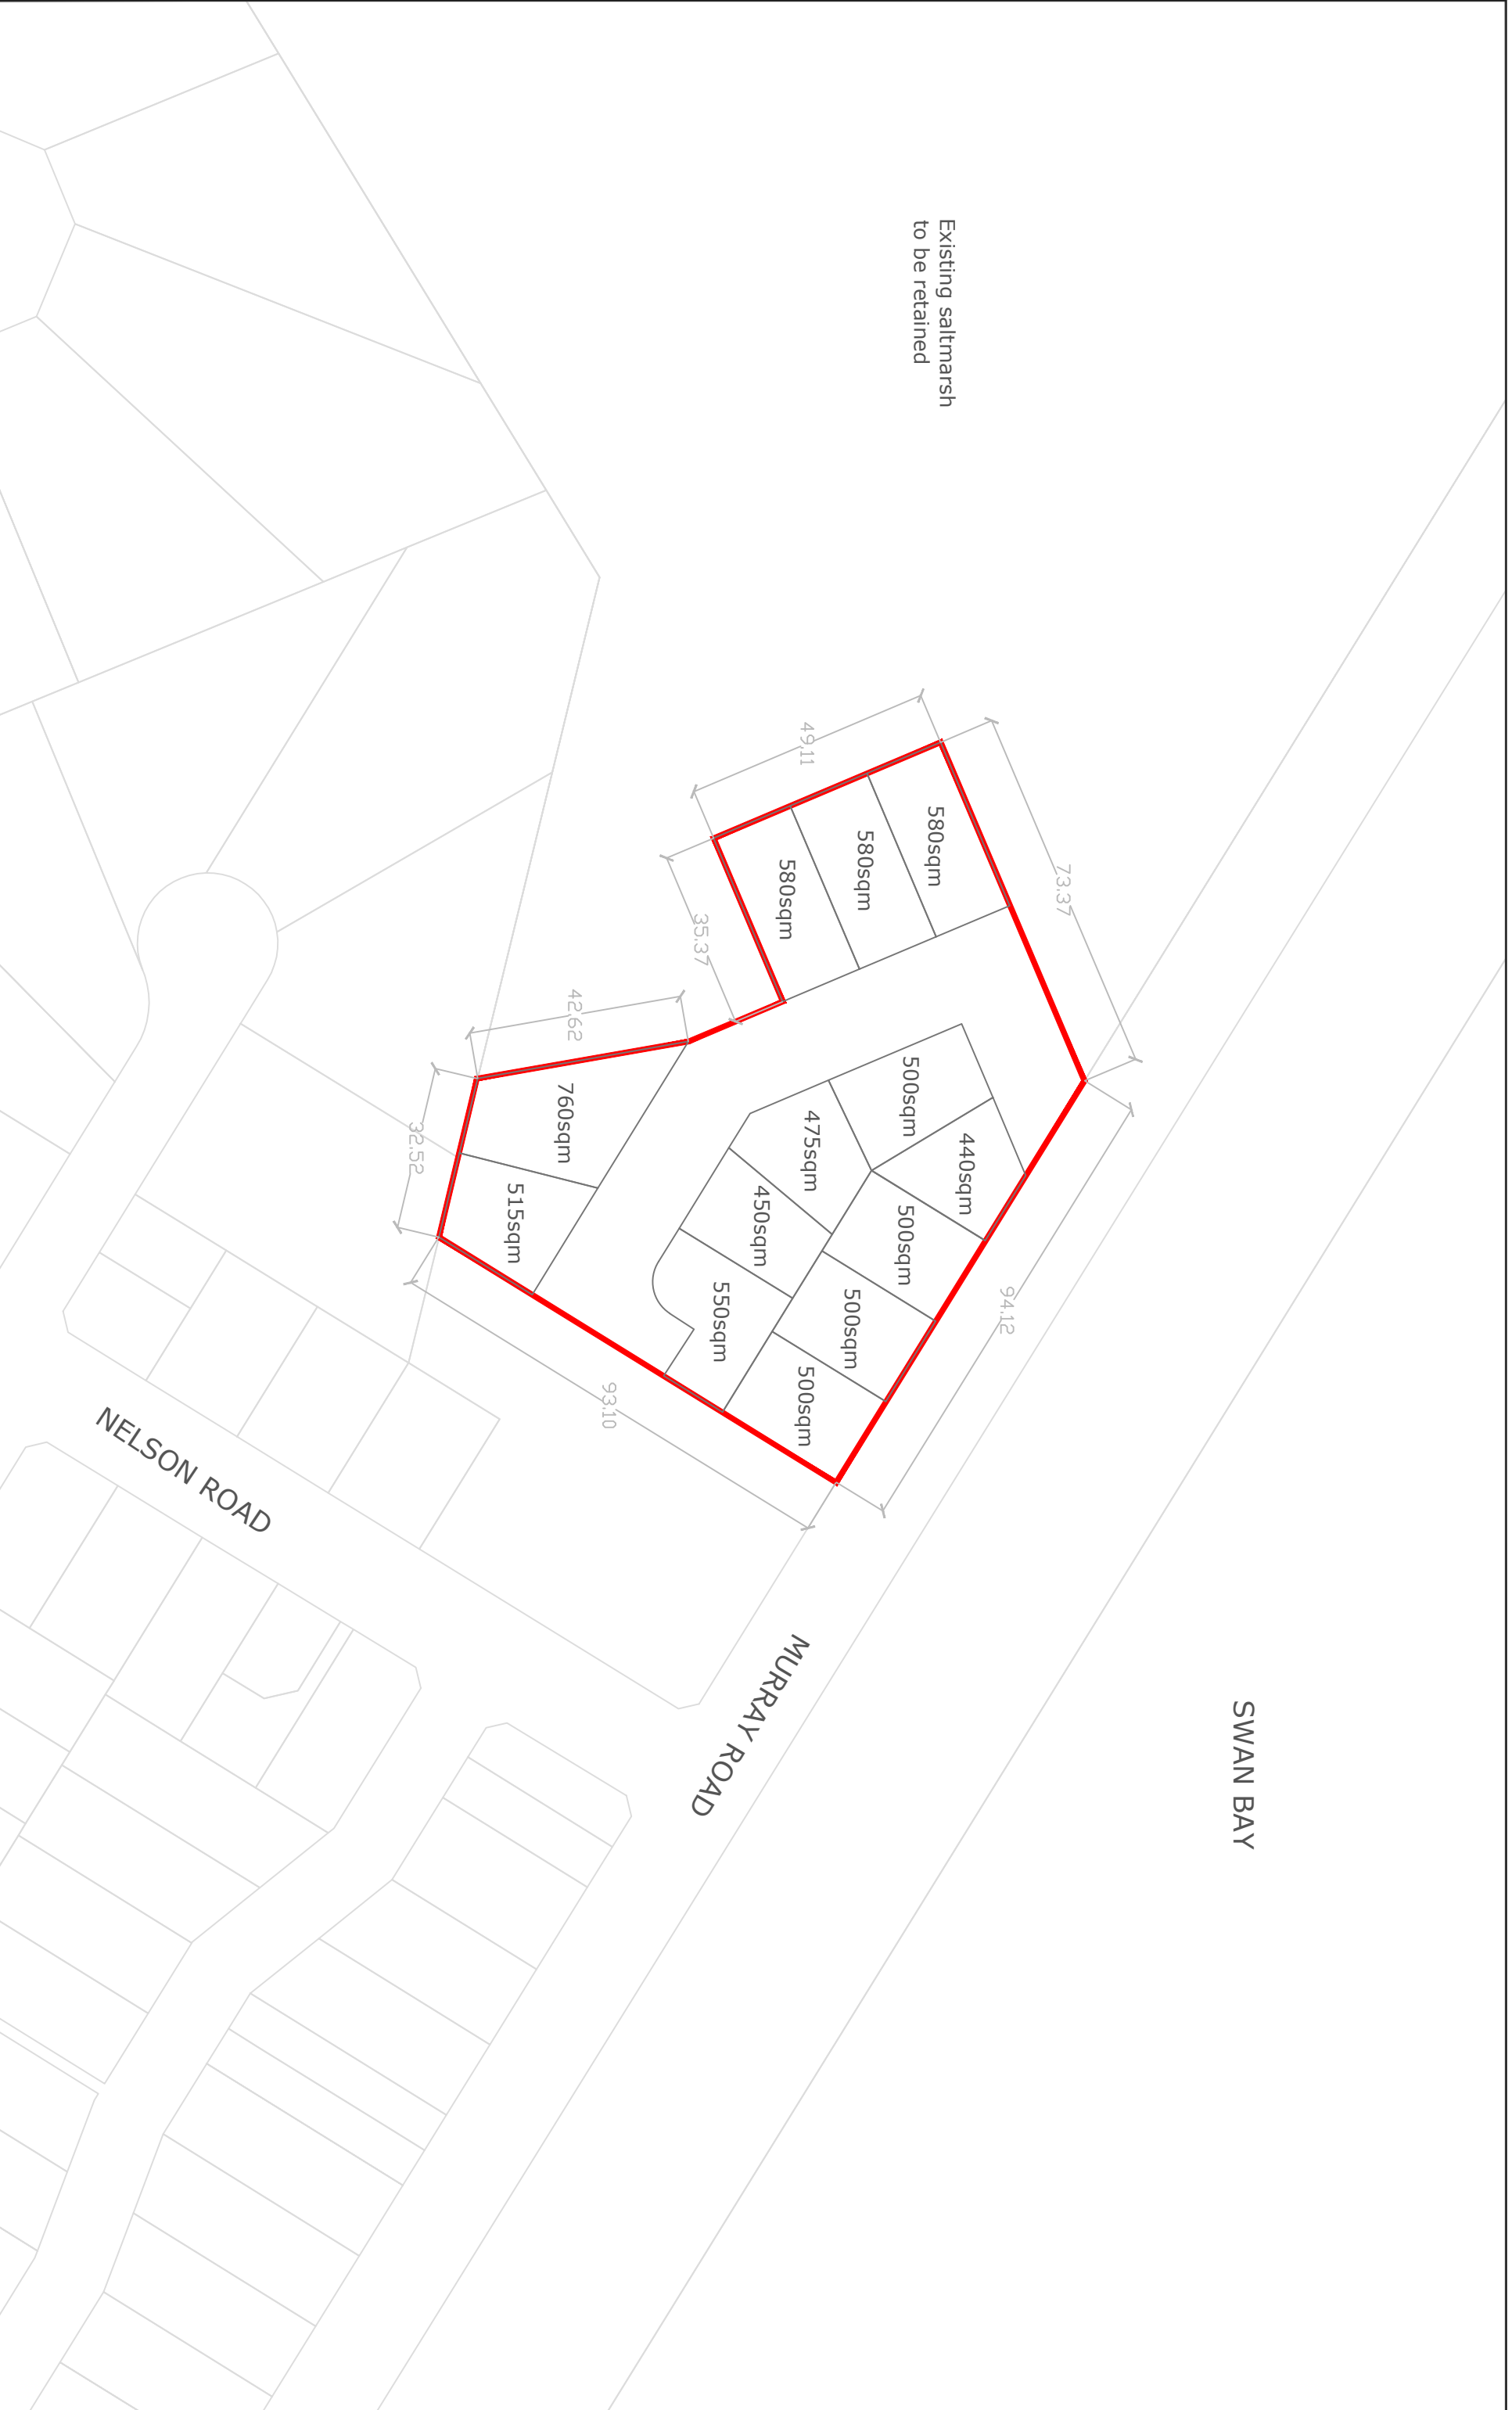 Existing saltmarsh
to be retained
49.11
73.37
580sqm
580sqm
580sqm
35.37
42.62
32.52
760sqm
515sqm
500sqm
475sqm
440sqm
450sqm
500sqm
550sqm
500sqm
500sqm
94.12
93.10
NELSON ROAD
MURRAY ROAD
SWAN BAY